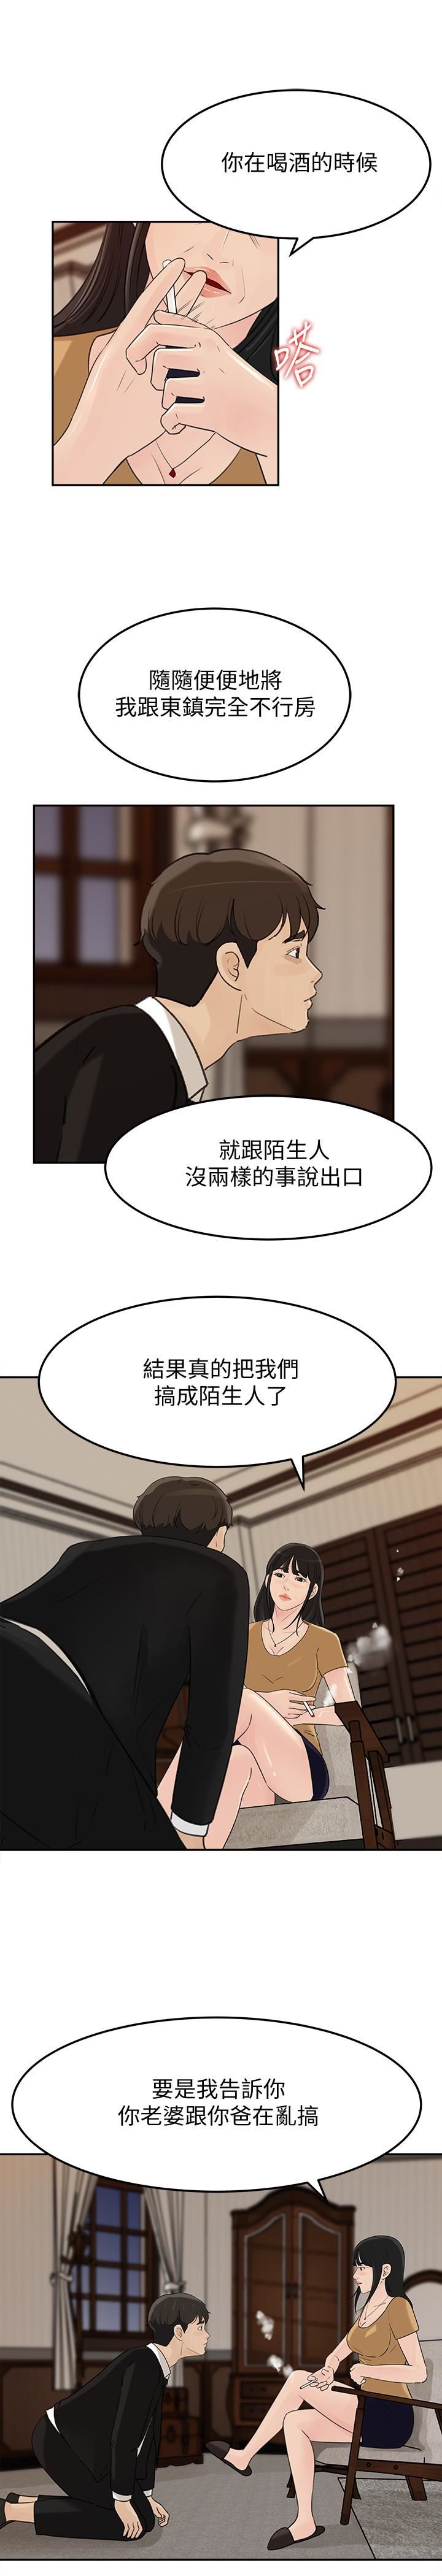 你在喝酒的時候
嗒
隨隨便便地將
我跟東鎮完全不行房
就跟陌生人
沒兩樣的事說出口
結果真的把我們
搞成陌生人了
要是我告訴你
你老婆跟你爸在亂搞